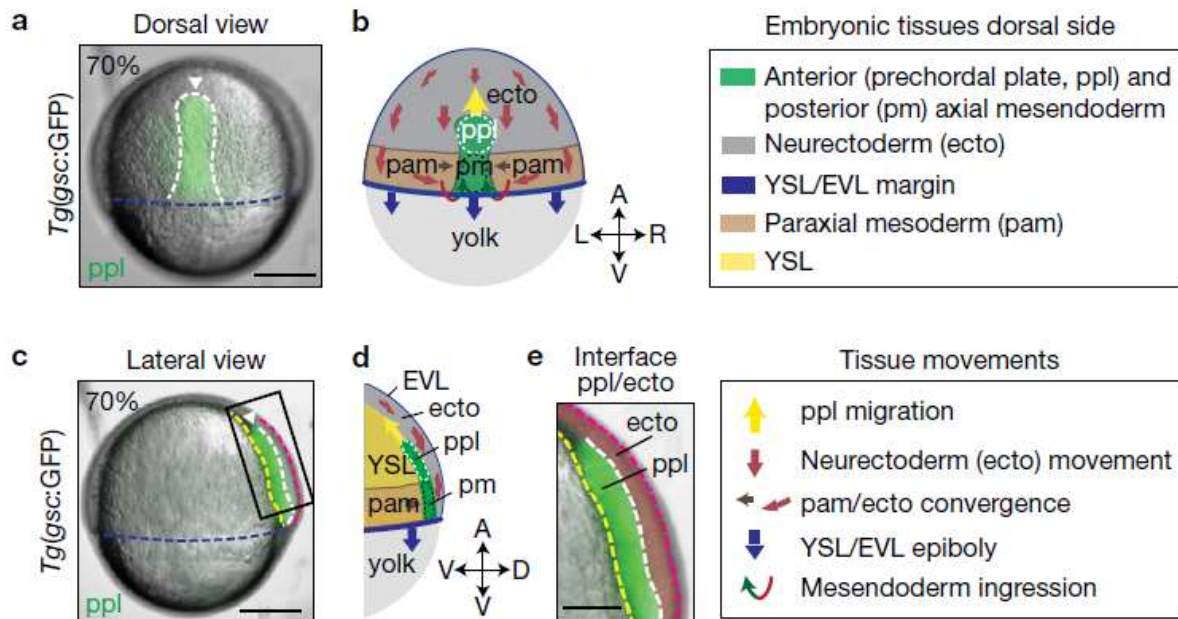 a
Dorsal view
70%
Tg(gsc:GFP)
ppl
b
ecto
ppl
pam
pm
pam
yolk
A
L
R
V
Embryonic tissues dorsal side
Anterior (prechordal plate, ppl) and
posterior (pm) axial mesendoderm
Neurectoderm (ecto)
YSL/EVL margin
Paraxial mesoderm (pam)
YSL
c
Lateral view
70%
Tg(gsc:GFP)
ppl
d
EVL
ecto
ppl
YSL
pm
pam
yolk
A
V
D
V
e
Interface
ppl/ecto
ecto
ppl
Tissue movements
ppl migration
Neurectoderm (ecto) movement
pam/ecto convergence
YSL/EVL epiboly
Mesendoderm ingression